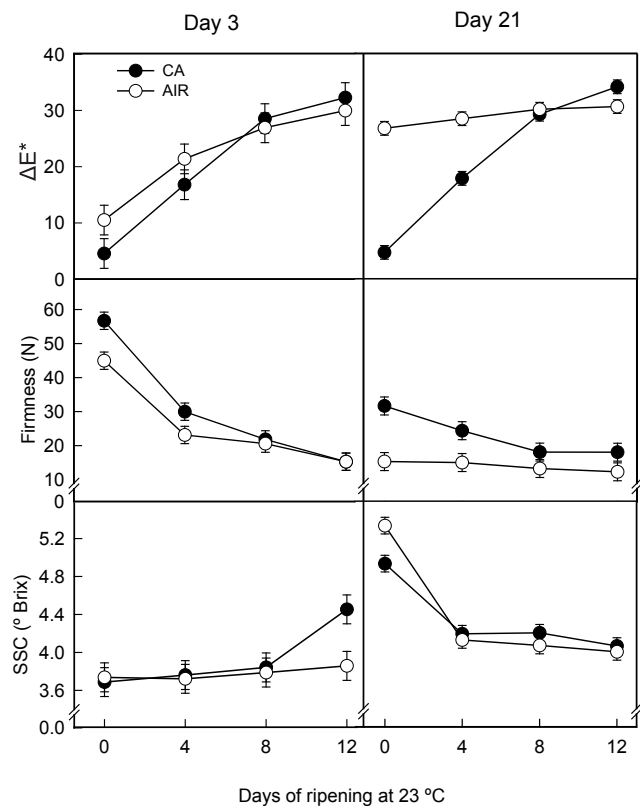 Day 3
Day 21
40
CA
AIR
30
ΔE*
20
10
0
60
50
Firmness (N)
40
30
20
10
0
5.2
4.8
SSC (º Brix)
4.4
4.0
3.6
0.0
0 4 8 12 0 4 8 12
Days of ripening at 23 ºC